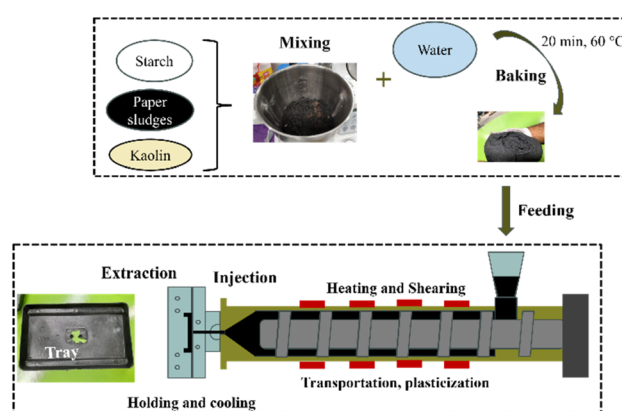 Mixing
Water
20 min, 60 °C
Starch
Baking
Paper
sludges
Kaolin
Feeding
Extraction
Injection
Heating and Shearing
Tray
Transportation, plasticization
Holding and cooling